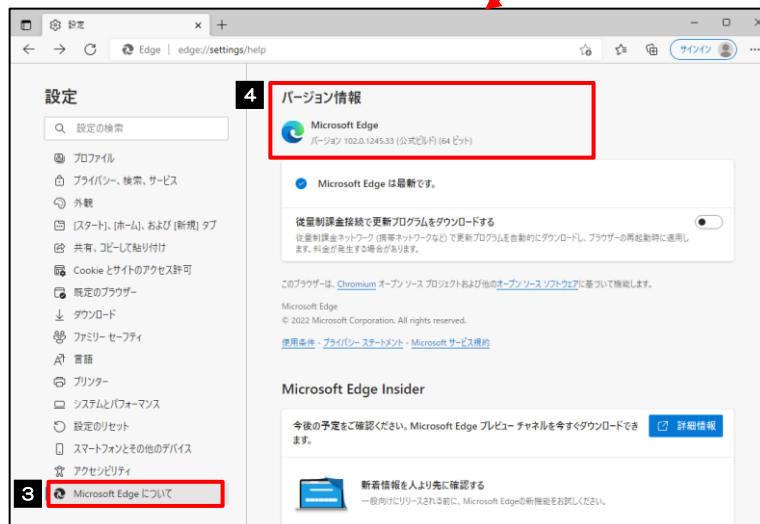 設定
Edge | edge://settings/help
サインイン
設定
設定の検索
プロファイル
プライバシー、検索、サービス
外観
[スタート]、[ホーム]、および [新規] タブ
共有、コピーして貼り付け
Cookie とサイトのアクセス許可
既定のブラウザー
ダウンロード
ファミリー セーフティ
言語
プリンター
システムとパフォーマンス
設定のリセット
スマートフォンとその他のデバイス
アクセシビリティ
3
Microsoft Edge について
4
バージョン情報
Microsoft Edge
バージョン 102.0.1245.33 (公式ビルド) (64 ビット)
Microsoft Edge は最新です。
従量制課金接続で更新プログラムをダウンロードする
従量制課金ネットワーク (携帯ネットワークなど) で更新プログラムを自動的にダウンロードし、ブラウザーの再起動時に適用し
ます。料金が発生する場合があります。
このブラウザーは、Chromium オープン ソース プロジェクトおよび他のオープン ソース ソフトウェアに基づいて機能します。
Microsoft Edge
© 2022 Microsoft Corporation. All rights reserved.
使用条件 - プライバシー ステートメント - Microsoft サービス規約
Microsoft Edge Insider
今後の予定をご確認ください。Microsoft Edge プレビュー チャネルを今すぐダウンロードでき
ます。
詳細情報
新着情報を人より先に確認する
一般向けにリリースされる前に、Microsoft Edgeの新機能をお試しください。